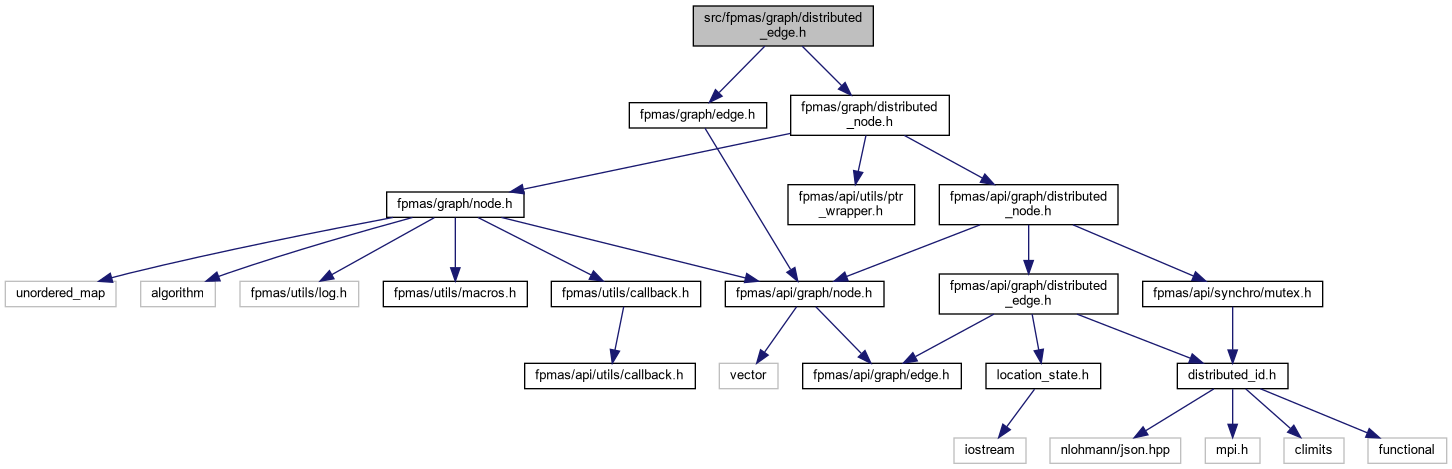 src/fpmas/graph/distributed
_edge.h
fpmas/graph/edge.h
fpmas/graph/distributed
_node.h
fpmas/graph/node.h
fpmas/api/utils/ptr
_wrapper.h
fpmas/api/graph/distributed
_node.h
unordered_map
algorithm
fpmas/utils/log.h
fpmas/utils/macros.h
fpmas/utils/callback.h
fpmas/api/graph/node.h
fpmas/api/graph/distributed
_edge.h
fpmas/api/synchro/mutex.h
fpmas/api/utils/callback.h
vector
fpmas/api/graph/edge.h
location_state.h
distributed_id.h
iostream
nlohmann/json.hpp
mpi.h
climits
functional